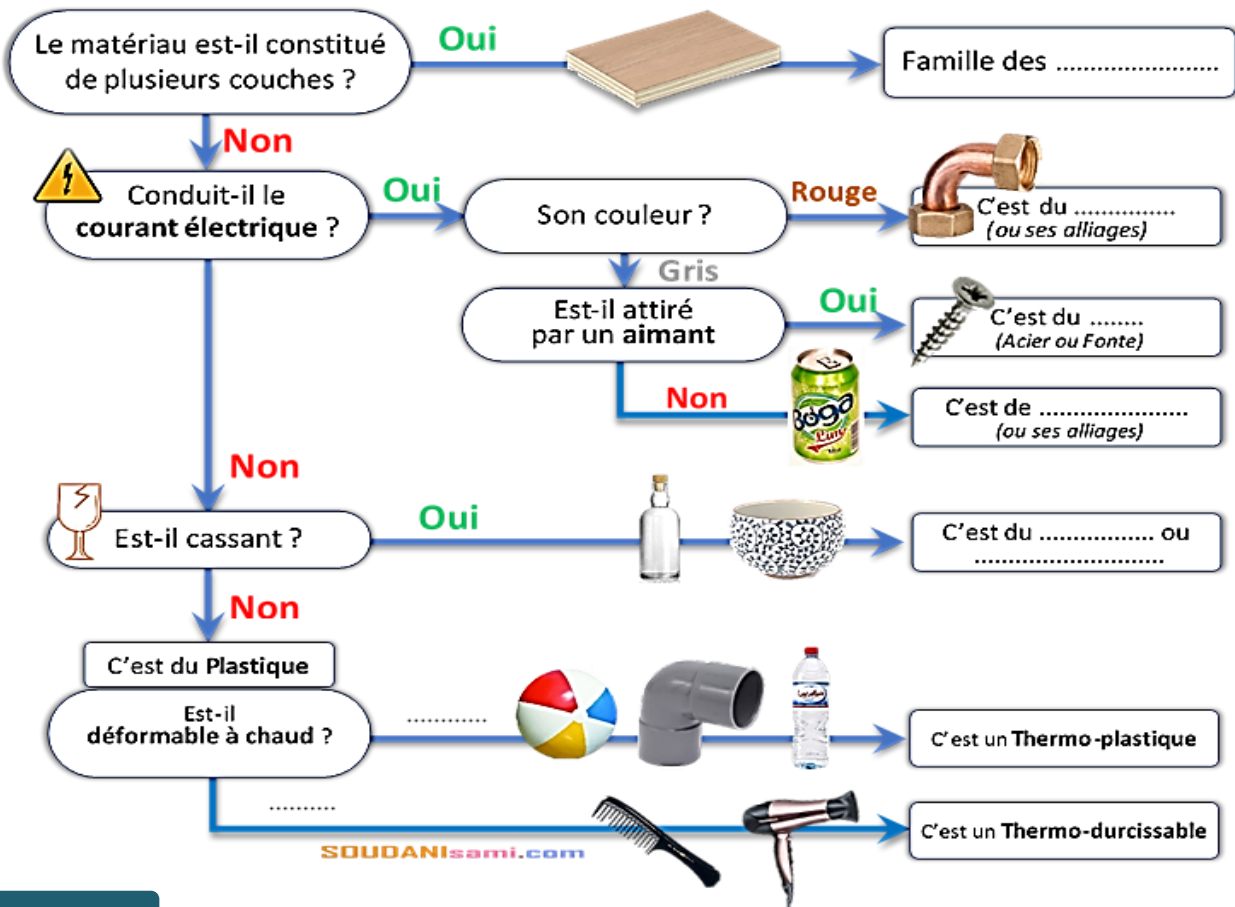 Le matériau est-il constitué
de plusieurs couches ?
Oui
Famille des ........................
Non
Conduit-il le
courant électrique ?
Oui
Son couleur ?
Rouge
C'est du ...............
(ou ses alliages)
Gris
Est-il attiré
par un aimant
Oui
C'est du ........
(Acier ou Fonte)
Non
Boga
C'est de ......................
(ou ses alliages)
Non
Est-il cassant ?
Oui
C'est du ................. ou
............................
Non
C'est du Plastique
Est-il
déformable à chaud ?
............
C'est un Thermo-plastique
..........
C'est un Thermo-durcissable
SOUDANIsami.com